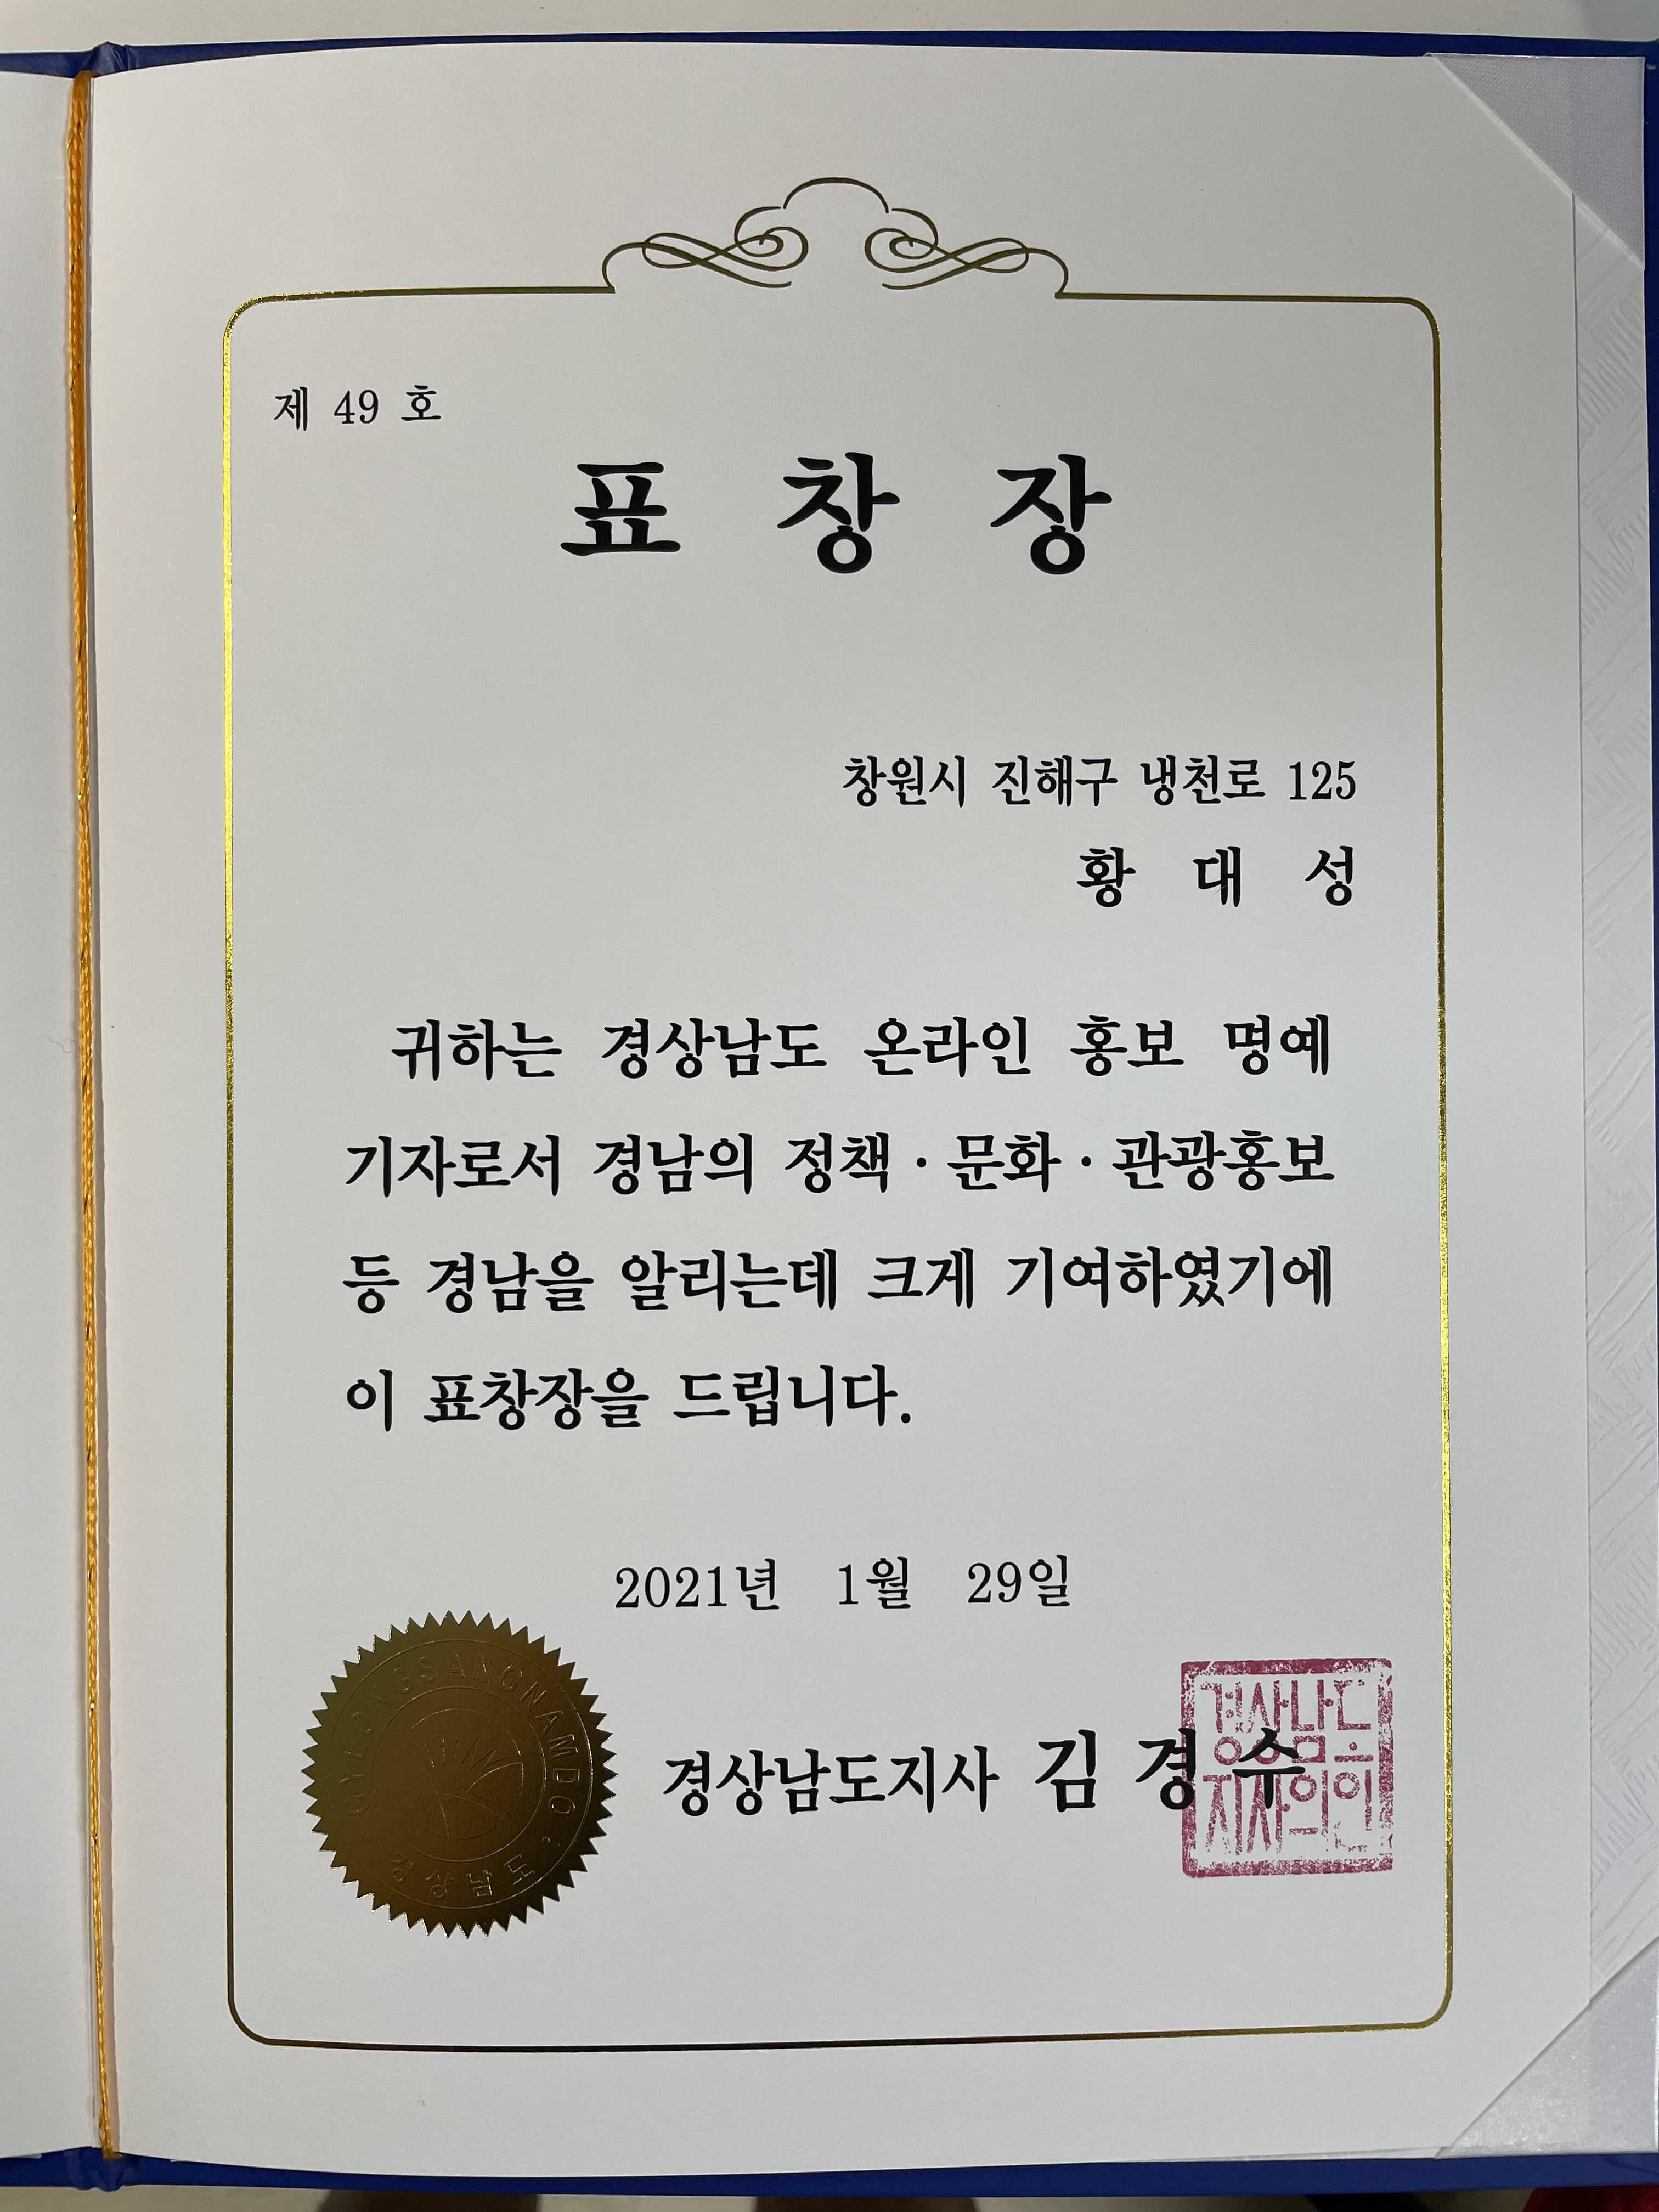 제 49 호
표 창 장
창원시 진해구 냉천로 125
황 대 성
귀하는 경상남도 온라인 홍보 명예
기자로서 경남의 정책·문화·관광홍보
등 경남을 알리는데 크게 기여하였기에
이 표창장을 드립니다.
2021년 1월 29일
GYEONGSANGNAMDO
경상남도
경상남도지사 김 경 수
경상남도
지사의인